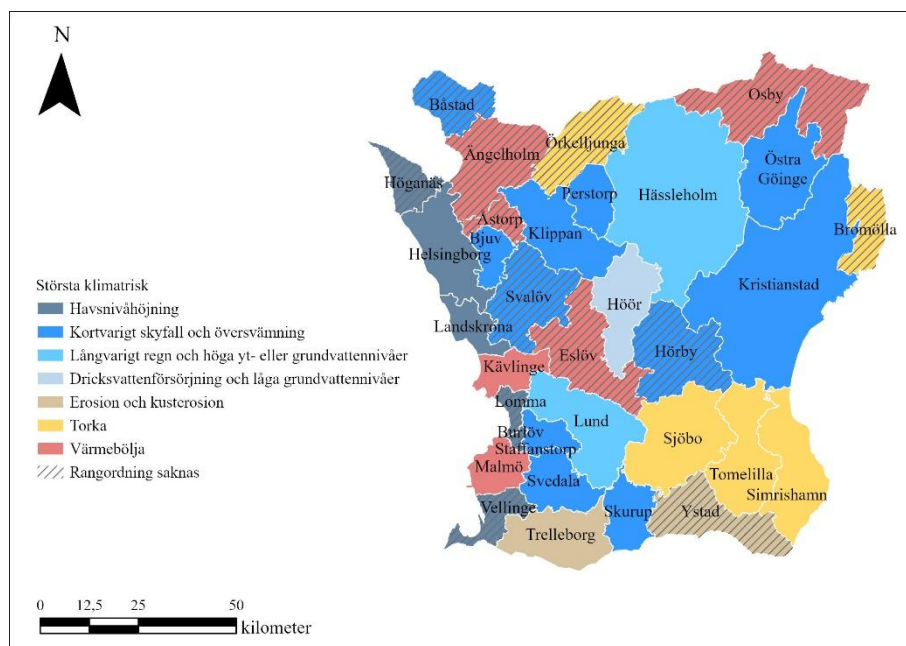 N
Osby
Båstad
Örkelljunga
Ängelholm
Östra
Göinge
Höganäs
Perstorp
Hässleholm
Åstorp
Bromölla
Klippan
Bjuv
Helsingborg
Kristianstad
Höör
Svalöv
Landskrona
Hörby
Eslöv
Kävlinge
Lomma
Lund
Burlöv
Sjöbo
Staffanstorp
Malmö
Tomelilla
Svedala
Simrishamn
Vellinge
Skurup
Ystad
Trelleborg
Största klimatrisk
Havsnivåhöjning
Kortvarigt skyfall och översvämning
Långvarigt regn och höga yt- eller grundvattennivåer
Dricksvattenförsörjning och låga grundvattennivåer
Erosion och kusterosion
Torka
Värmebölja
Rangordning saknas
0 12,5 25 50
kilometer